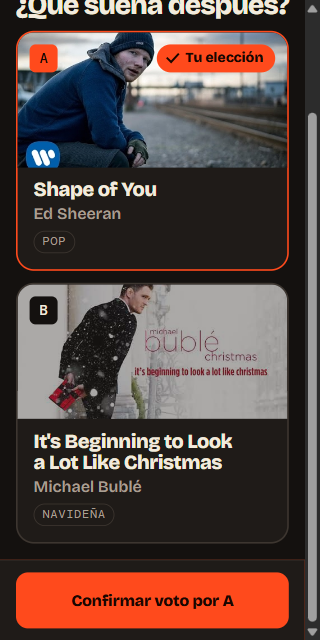 ¿Qué suena después?
A
✓ Tu elección
Shape of You
Ed Sheeran
POP
B
michael
bublé
christmas
it's beginning to look a lot like christmas
It's Beginning to Look
a Lot Like Christmas
Michael Bublé
NAVIDEÑA
Confirmar voto por A